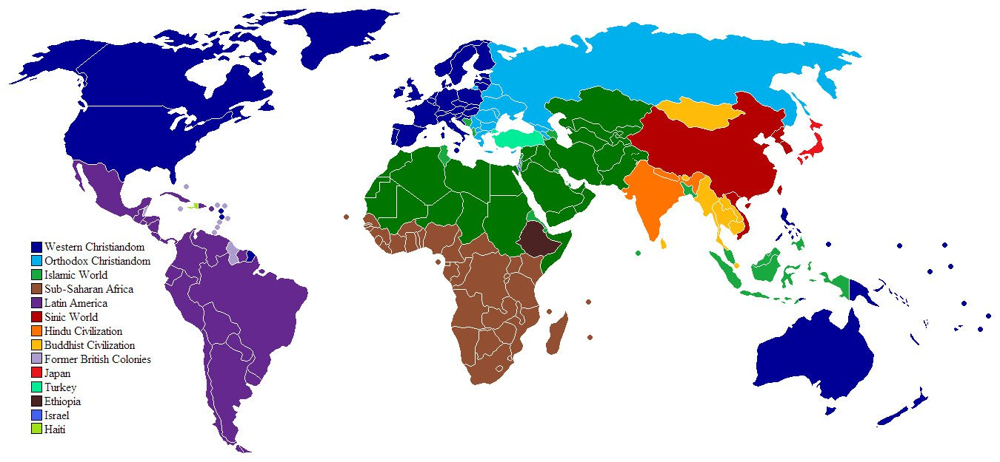 Western Christiandom
Orthodox Christiandom
Islamic World
Sub-Saharan Africa
Latin America
Sinic World
Hindu Civilization
Buddhist Civilization
Former British Colonies
Japan
Turkey
Ethiopia
Israel
Haiti